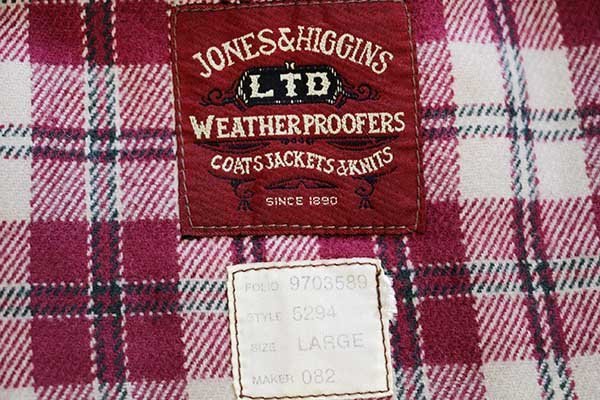 JONES&HIGGINS
LTD
WEATHERPROOFERS
COATS JACKETS & KNITS
SINCE 1890
FOLIO 9703589
STYLE 5294
SIZE LARGE
MAKER 082